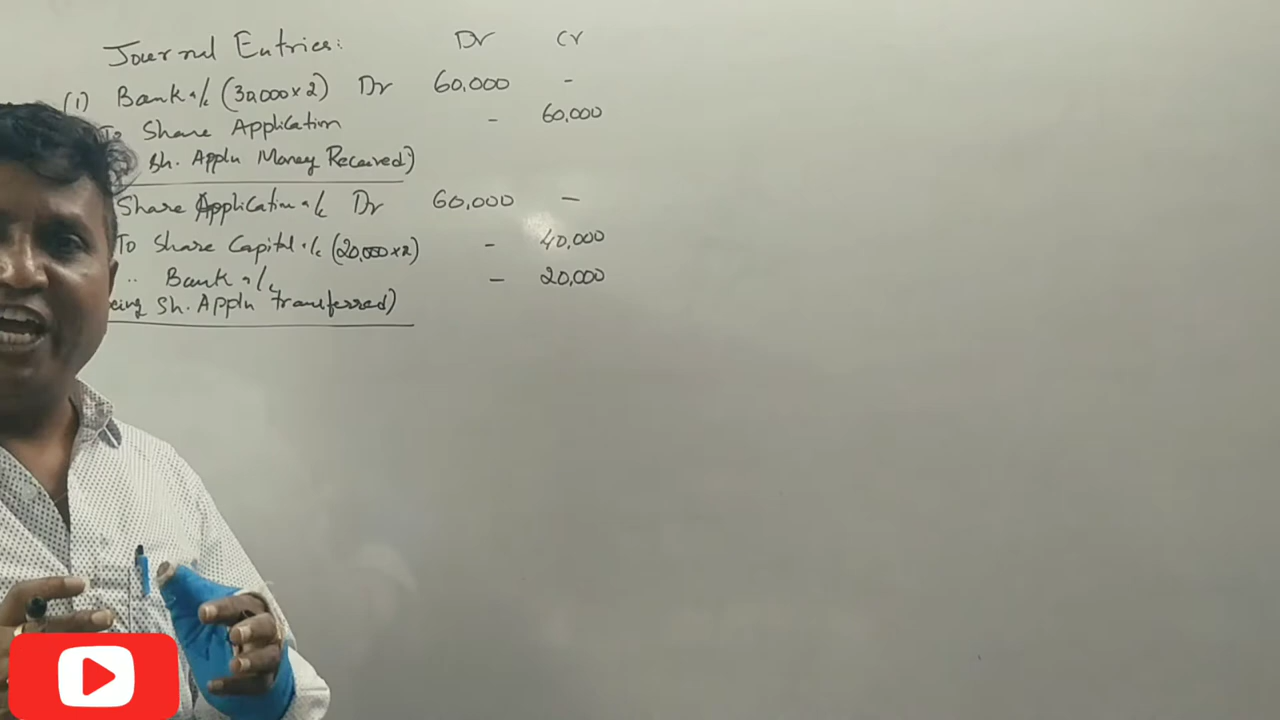 Journal Entries: Dr Cr
(1) Bank a/c (30,000×2) Dr 60,000 -
To Share Application - 60,000
Sh. Appln Money Received)
Share Application a/c Dr 60,000 -
To Share Capital a/c (20,000×2) - 40,000
" Bank a/c - 20,000
eing Sh. Appln transferred)